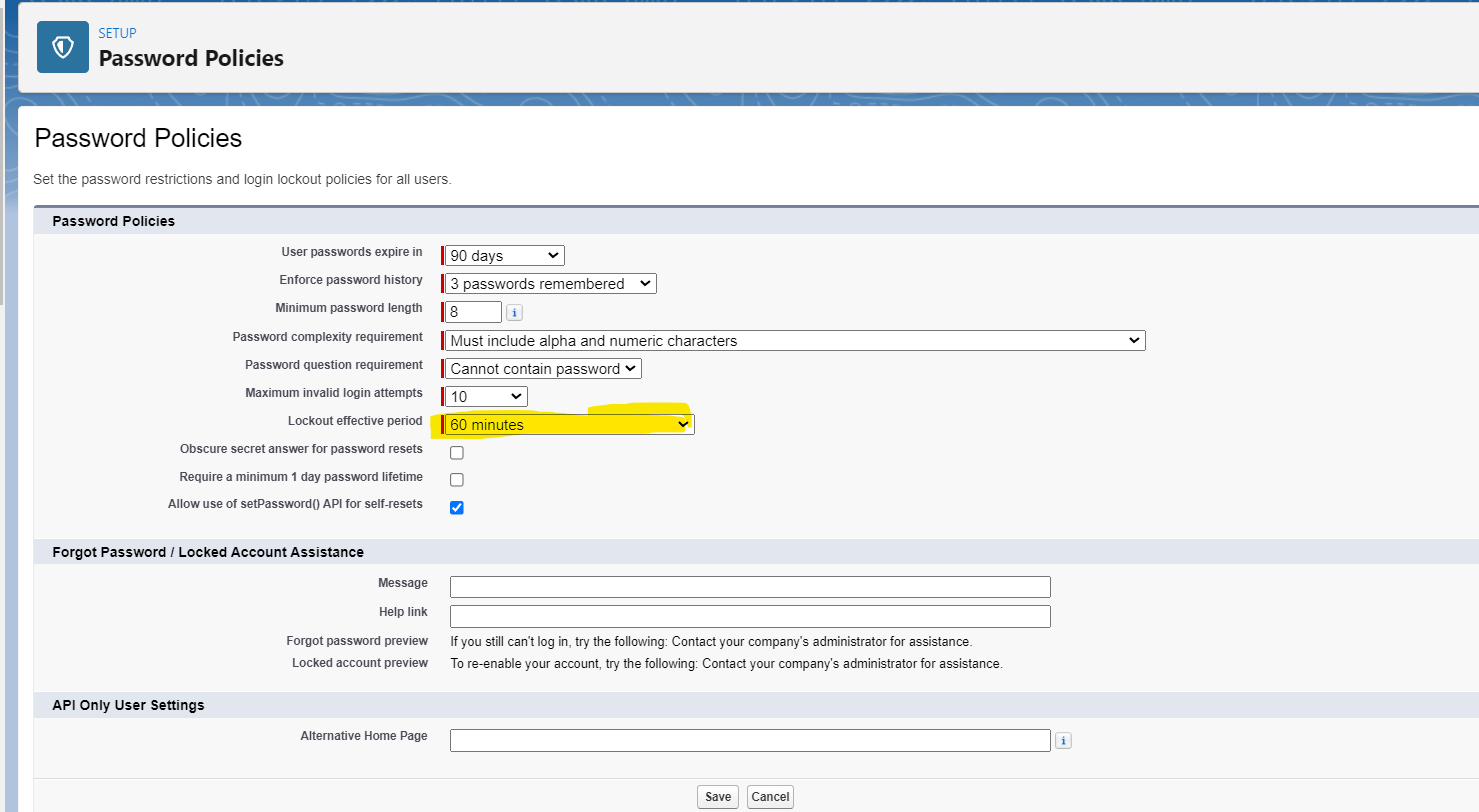 SETUP
Password Policies
Password Policies
Set the password restrictions and login lockout policies for all users.
Password Policies
User passwords expire in 90 days
Enforce password history 3 passwords remembered
Minimum password length 8 i
Password complexity requirement Must include alpha and numeric characters
Password question requirement Cannot contain password
Maximum invalid login attempts 10
Lockout effective period 60 minutes
Obscure secret answer for password resets
Require a minimum 1 day password lifetime
Allow use of setPassword() API for self-resets
Forgot Password / Locked Account Assistance
Message
Help link
Forgot password preview If you still can't log in, try the following: Contact your company's administrator for assistance.
Locked account preview To re-enable your account, try the following: Contact your company's administrator for assistance.
API Only User Settings
Alternative Home Page i
Save Cancel